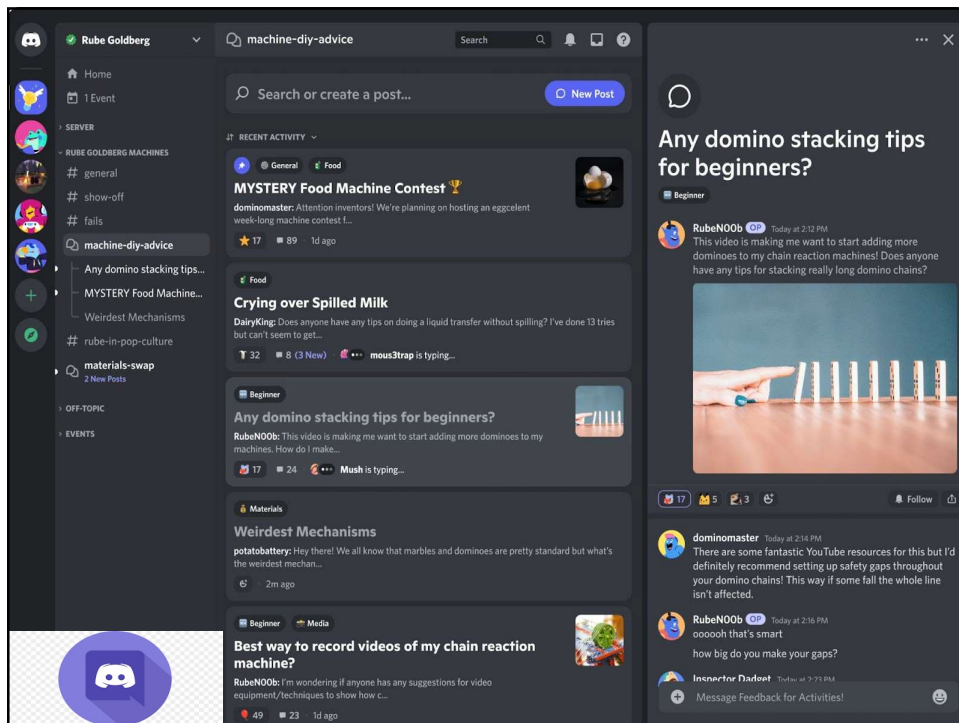 Rube Goldberg
Home
1 Event
SERVER
RUBE GOLDBERG MACHINES
# general
# show-off
# fails
machine-diy-advice
Any domino stacking tips...
MYSTERY Food Machine...
Weirdest Mechanisms
# rube-in-pop-culture
materials-swap
2 New Posts
OFF-TOPIC
EVENTS
machine-diy-advice
Search
Search or create a post...
New Post
RECENT ACTIVITY
General Food
MYSTERY Food Machine Contest 🏆
dominomaster: Attention inventors! We're planning on hosting an eggcelent
week-long machine contest f...
17 89 · 1d ago
Food
Crying over Spilled Milk
DairyKing: Does anyone have any tips on doing a liquid transfer without spilling? I've done 13 tries
but can't seem to get...
32 8 (3 New) · mous3trap is typing...
Beginner
Any domino stacking tips for beginners?
RubeN00b: This video is making me want to start adding more dominoes to my
machines. How do I make...
17 24 · Mush is typing...
Materials
Weirdest Mechanisms
potatobattery: Hey there! We all know that marbles and dominoes are pretty standard but what's
the weirdest mechan...
· 2m ago
Beginner Media
Best way to record videos of my chain reaction
machine?
RubeN00b: I'm wondering if anyone has any suggestions for video
equipment/techniques to show how c...
49 23 · 1d ago
Any domino stacking tips
for beginners?
Beginner
RubeN00b OP Today at 2:12 PM
This video is making me want to start adding more
dominoes to my chain reaction machines! Does anyone
have any tips for stacking really long domino chains?
17 5 3 Follow
dominomaster Today at 2:14 PM
There are some fantastic YouTube resources for this but I'd
definitely recommend setting up safety gaps throughout
your domino chains! This way if some fall the whole line
isn't affected.
RubeN00b OP Today at 2:16 PM
oooooh that's smart
how big do you make your gaps?
Inspector Dadget Today at 2:23 PM
Message Feedback for Activities!